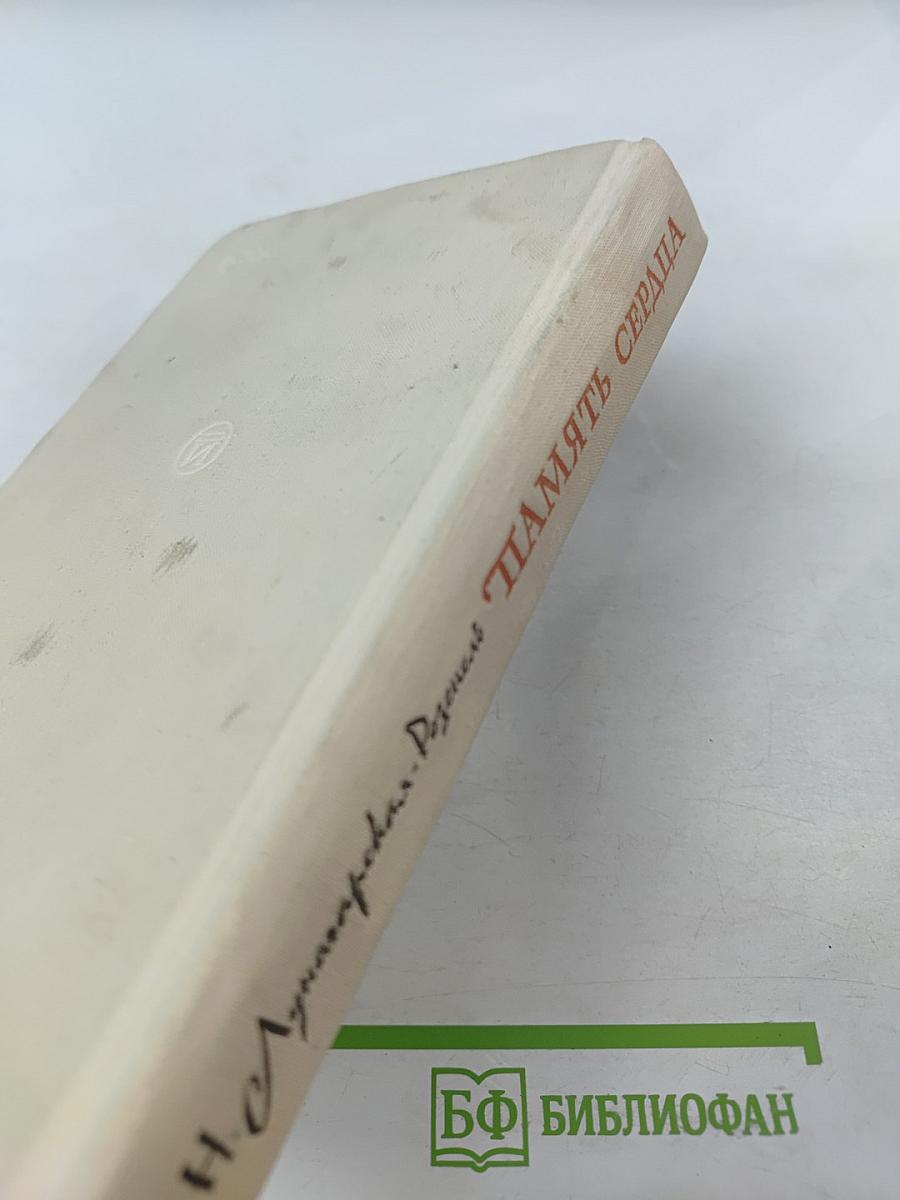 Н. Луначарская-Розенель ПАМЯТЬ СЕРДЦА
БФ БИБЛИОФАН